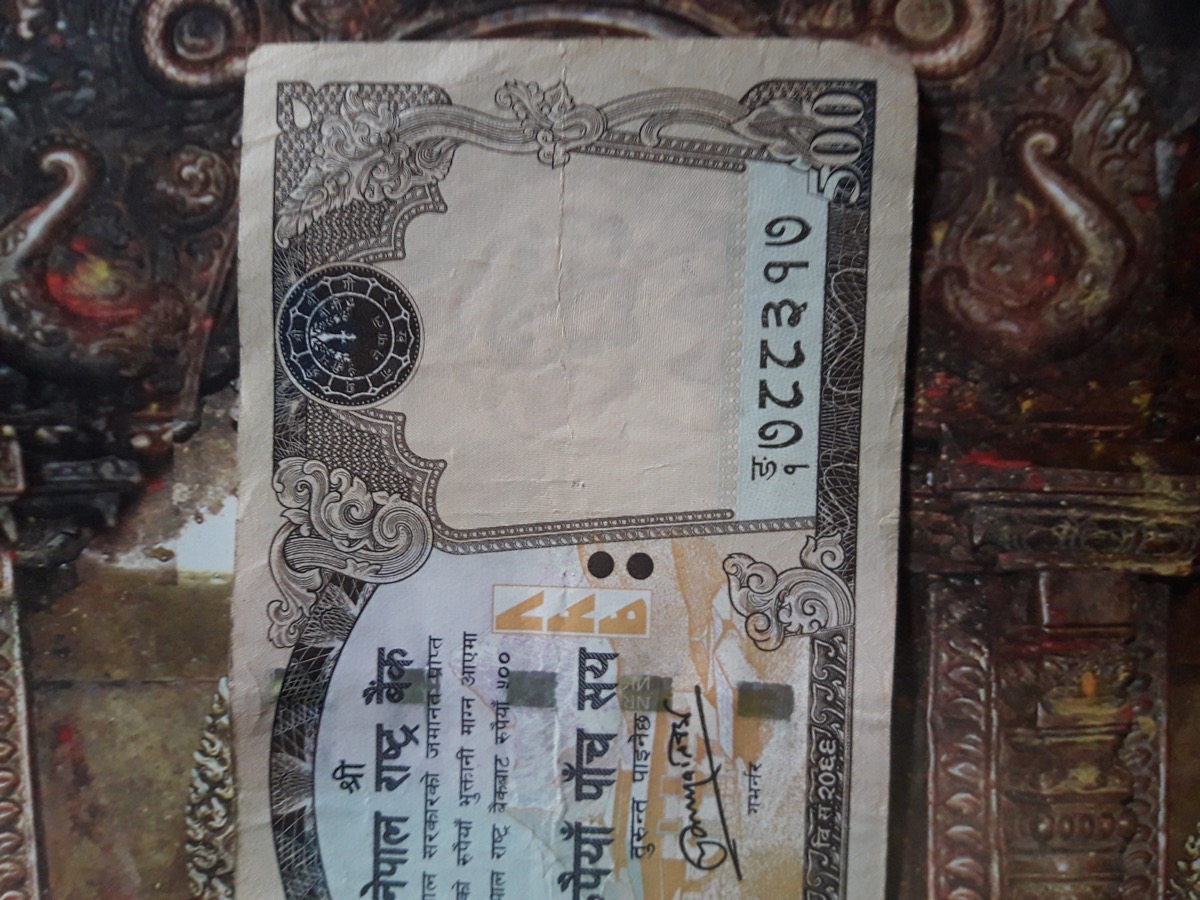 श्री
नेपाल राष्ट्र बैंक
सरकारको जमानत प्राप्त
को रुपैयाँ भुक्तानी माग्न आएमा
राष्ट्र बैंकबाट रुपैयाँ ५००
रुपैयाँ पाँच सय
तुरुन्त पाइनेछ
गभर्नर
वि सं २०६६
नेपाल
ङ १ ७८८३१७
500